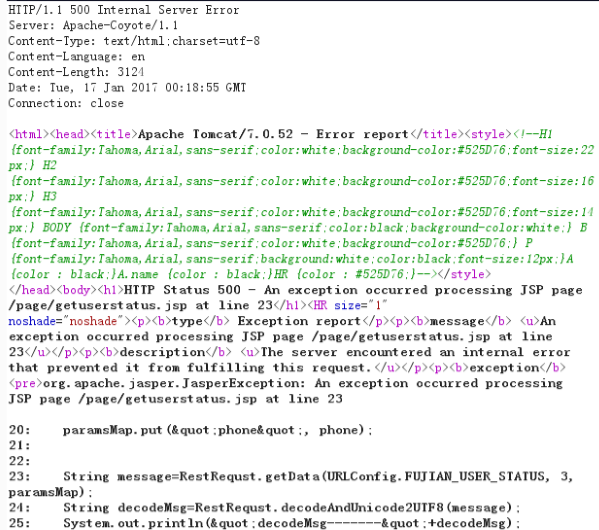 HTTP/1.1 500 Internal Server Error
Server: Apache-Coyote/1.1
Content-Type: text/html;charset=utf-8
Content-Language: en
Content-Length: 3124
Date: Tue, 17 Jan 2017 00:18:55 GMT
Connection: close

<html><head><title>Apache Tomcat/7.0.52 - Error report</title><style><!--H1
{font-family:Tahoma,Arial,sans-serif;color:white;background-color:#525D76;font-size:22
px;} H2
{font-family:Tahoma,Arial,sans-serif;color:white;background-color:#525D76;font-size:16
px;} H3
{font-family:Tahoma,Arial,sans-serif;color:white;background-color:#525D76;font-size:14
px;} BODY {font-family:Tahoma,Arial,sans-serif;color:black;background-color:white;} B
{font-family:Tahoma,Arial,sans-serif;color:white;background-color:#525D76;} P
{font-family:Tahoma,Arial,sans-serif;background:white;color:black;font-size:12px;}A
{color : black;}A.name {color : black;}HR {color : #525D76;}--></style>
</head><body><h1>HTTP Status 500 - An exception occurred processing JSP page
/page/getuserstatus.jsp at line 23</h1><HR size="1"
noshade="noshade"><p><b>type</b> Exception report</p><p><b>message</b> <u>An
exception occurred processing JSP page /page/getuserstatus.jsp at line
23</u></p><p><b>description</b> <u>The server encountered an internal error
that prevented it from fulfilling this request.</u></p><p><b>exception</b>
<pre>org.apache.jasper.JasperException: An exception occurred processing
JSP page /page/getuserstatus.jsp at line 23

20:    paramsMap.put(&quot;phone&quot;, phone);
21:
22:
23:    String message=RestRequst.getData(URLConfig.FUJIAN_USER_STATUS, 3,
paramsMap);
24:    String decodeMsg=RestRequst.decodeAndUnicode2UTF8(message);
25:    System.out.println(&quot;decodeMsg-------&quot;+decodeMsg);